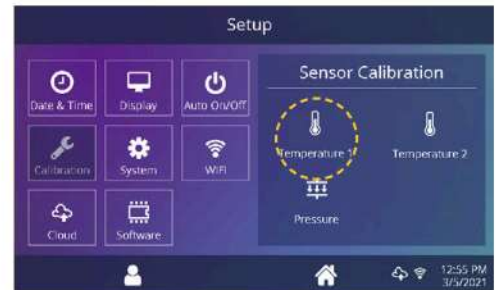 Setup
Date & Time
Display
Auto On/Off
Calibration
System
WiFi
Cloud
Software
Sensor Calibration
Temperature 1
Temperature 2
Pressure
12:55 PM
3/5/2021